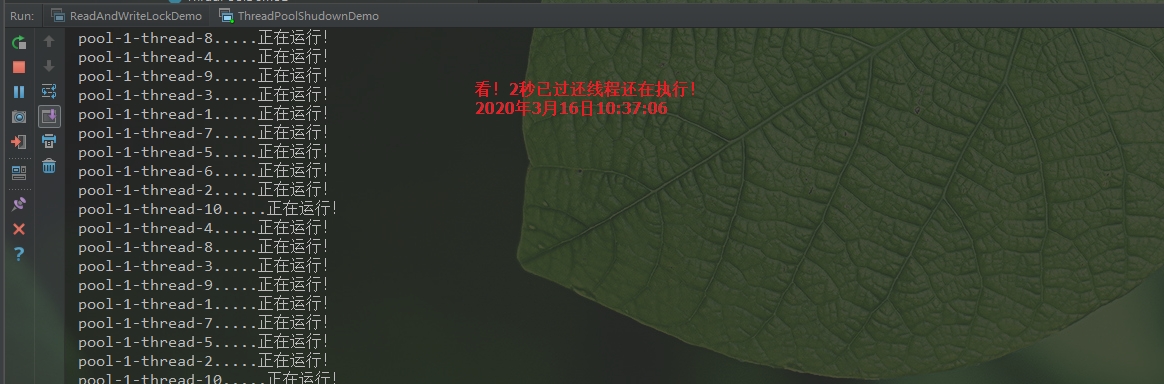 Run: ReadAndWriteLockDemo ThreadPoolShudownDemo
pool-1-thread-8.....正在运行!
pool-1-thread-4.....正在运行!
pool-1-thread-9.....正在运行!
pool-1-thread-3.....正在运行!
pool-1-thread-1.....正在运行!
pool-1-thread-7.....正在运行!
pool-1-thread-5.....正在运行!
pool-1-thread-6.....正在运行!
pool-1-thread-2.....正在运行!
pool-1-thread-10.....正在运行!
pool-1-thread-4.....正在运行!
pool-1-thread-8.....正在运行!
pool-1-thread-3.....正在运行!
pool-1-thread-9.....正在运行!
pool-1-thread-1.....正在运行!
pool-1-thread-7.....正在运行!
pool-1-thread-5.....正在运行!
pool-1-thread-2.....正在运行!
pool-1-thread-10.....正在运行!
看!2秒已过还线程还在执行!
2020年3月16日10:37:06